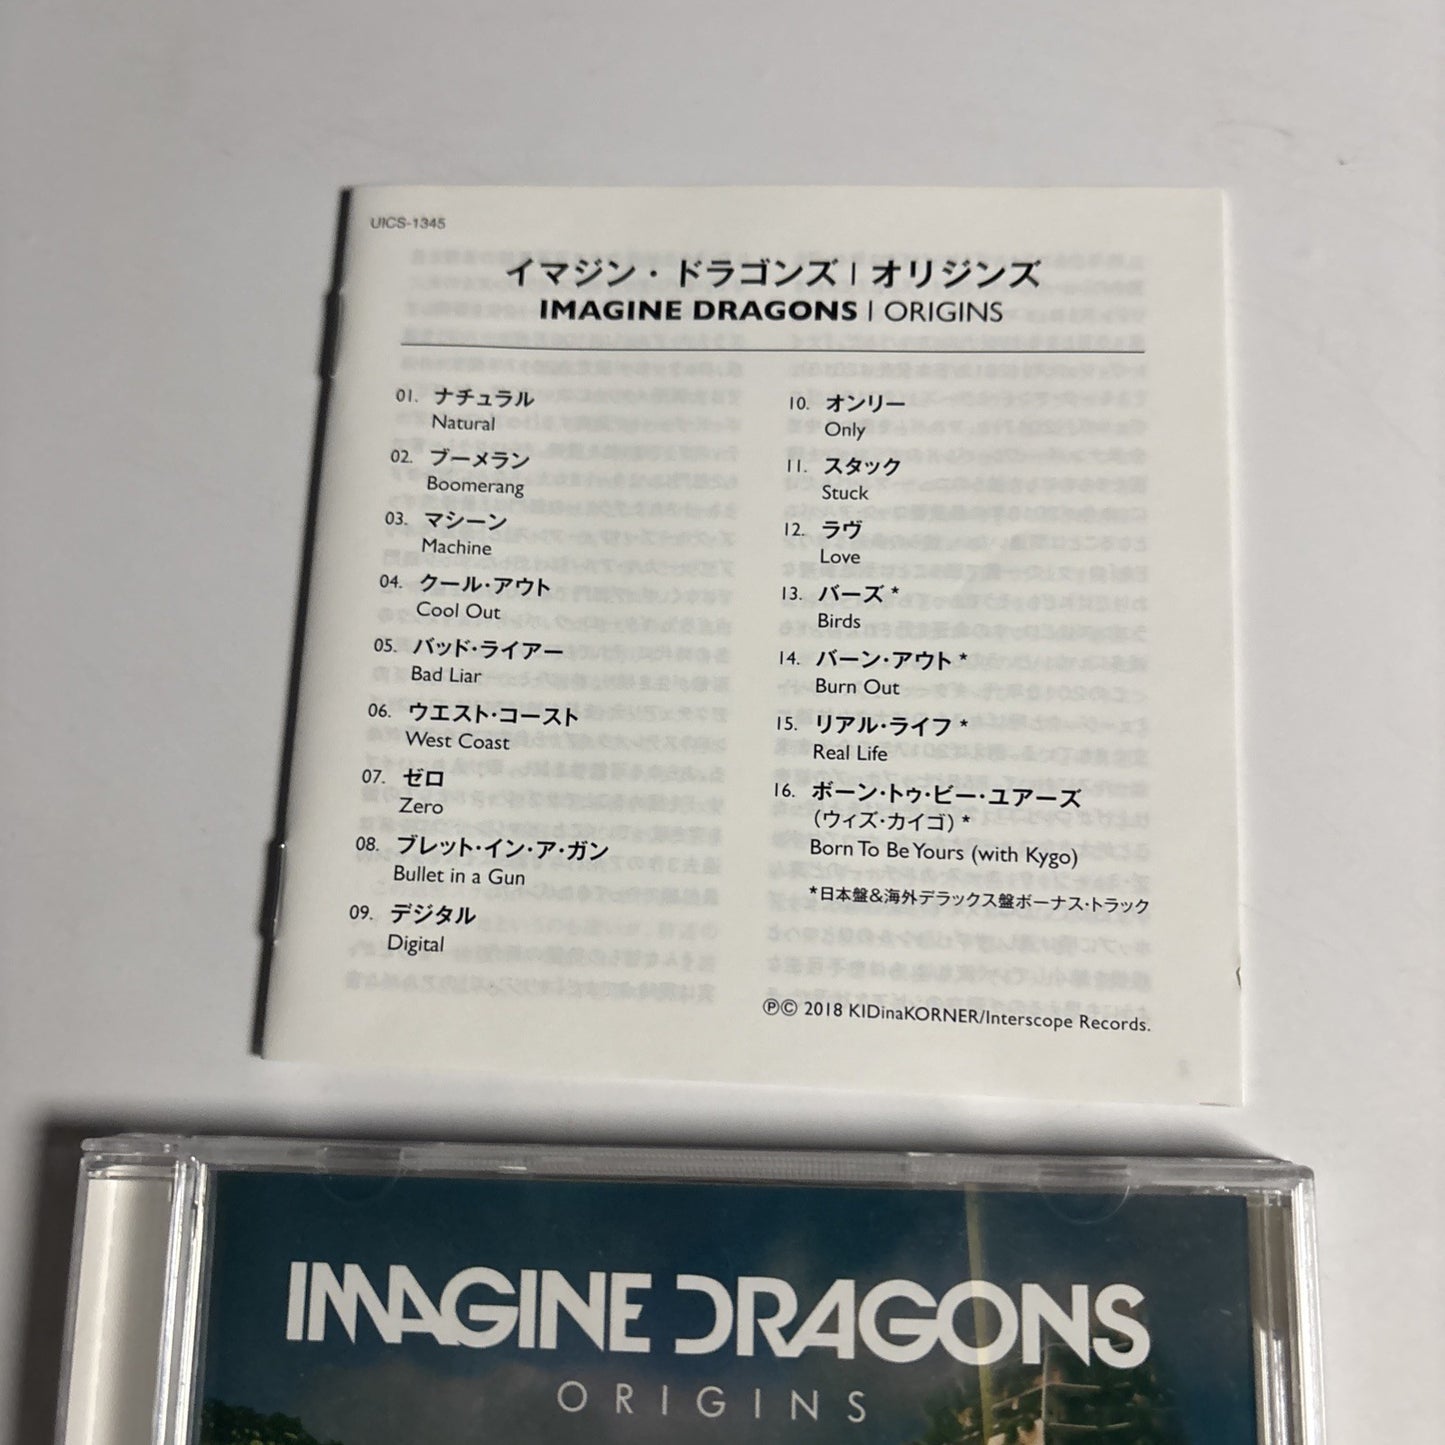 UICS-1345
イマジン・ドラゴンズ | オリジンズ
IMAGINE DRAGONS | ORIGINS
01. ナチュラル
Natural
02. ブーメラン
Boomerang
03. マシーン
Machine
04. クール・アウト
Cool Out
05. バッド・ライアー
Bad Liar
06. ウエスト・コースト
West Coast
07. ゼロ
Zero
08. ブレット・イン・ア・ガン
Bullet in a Gun
09. デジタル
Digital
10. オンリー
Only
11. スタック
Stuck
12. ラヴ
Love
13. バーズ *
Birds
14. バーン・アウト *
Burn Out
15. リアル・ライフ *
Real Life
16. ボーン・トゥ・ビー・ユアーズ
(ウィズ・カイゴ) *
Born To Be Yours (with Kygo)
*日本盤&海外デラックス盤ボーナス・トラック
℗© 2018 KIDinaKORNER/Interscope Records.
IMAGINE DRAGONS
ORIGINS